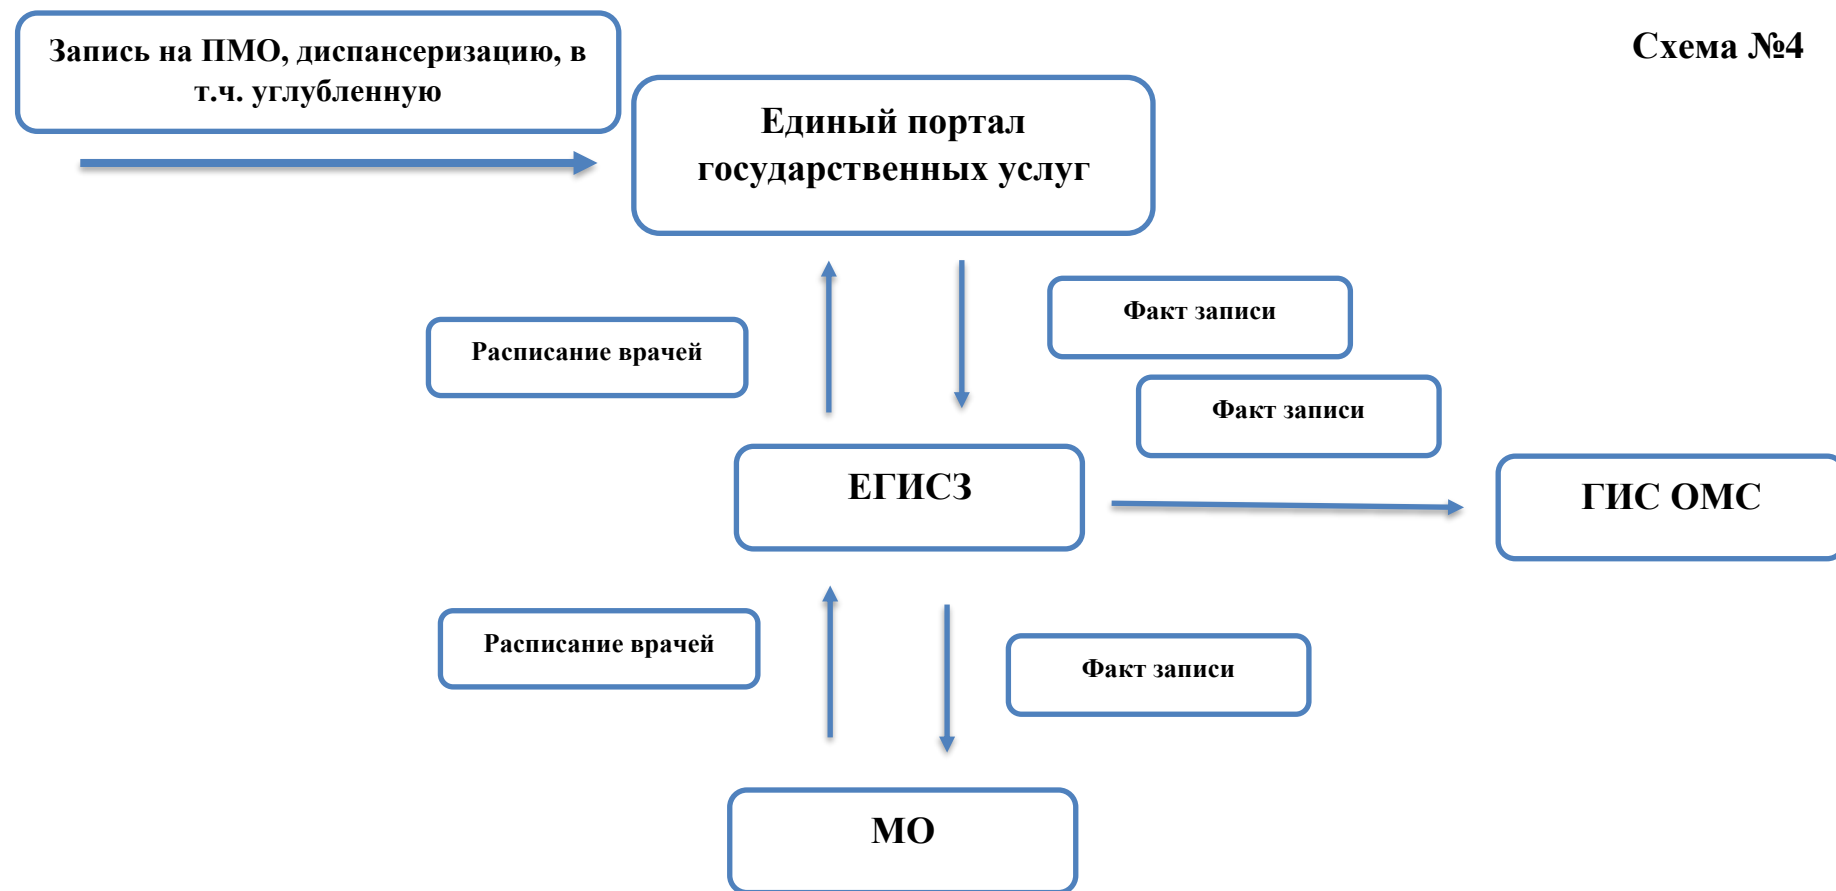 Запись на ПМО, диспансеризацию, в
т.ч. углубленную
Схема №4
Единый портал
государственных услуг
Факт записи
Расписание врачей
Факт записи
ЕГИСЗ
ГИС ОМС
Расписание врачей
Факт записи
МО